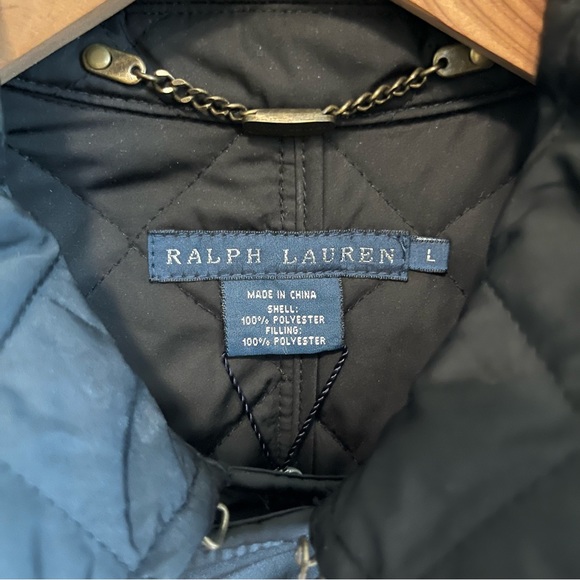 RALPH LAUREN L
MADE IN CHINA
SHELL:
100% POLYESTER
FILLING:
100% POLYESTER